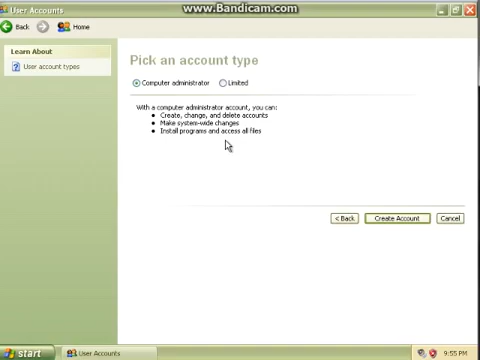 User Accounts
www.Bandicam.com
Back
Home
Learn About
User account types
Pick an account type
Computer administrator
Limited
With a computer administrator account, you can:
Create, change, and delete accounts
Make system-wide changes
Install programs and access all files
< Back
Create Account
Cancel
start
User Accounts
9:55 PM